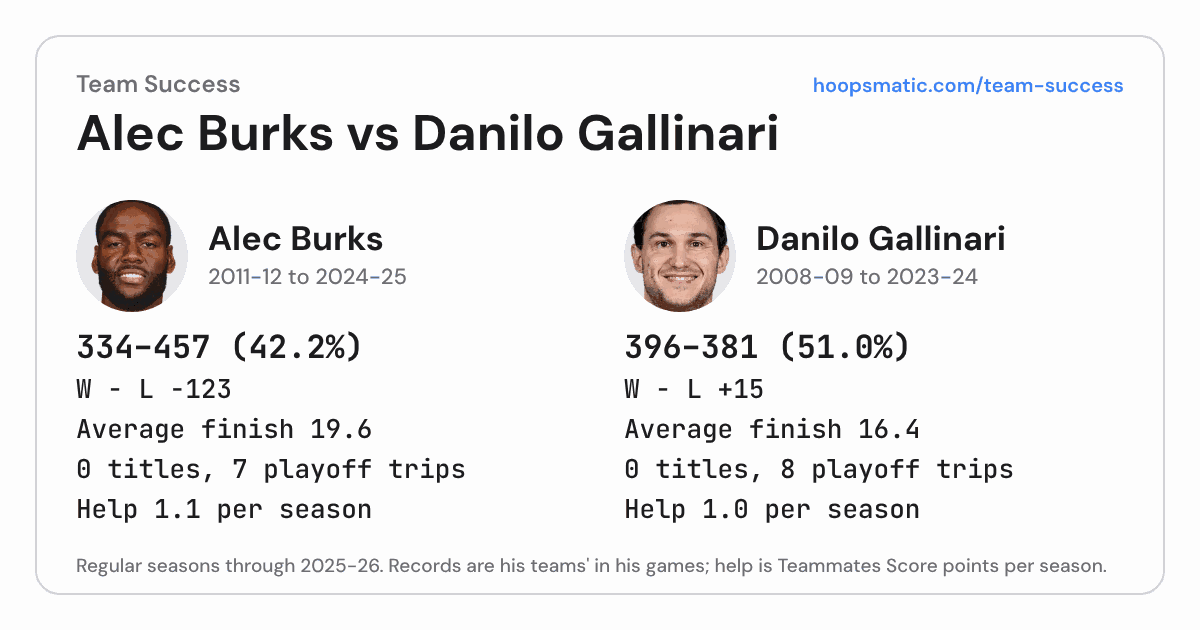 Team Success
hoopsmatic.com/team-success
Alec Burks vs Danilo Gallinari
Alec Burks
2011-12 to 2024-25
334-457 (42.2%)
W - L -123
Average finish 19.6
0 titles, 7 playoff trips
Help 1.1 per season
Danilo Gallinari
2008-09 to 2023-24
396-381 (51.0%)
W - L +15
Average finish 16.4
0 titles, 8 playoff trips
Help 1.0 per season
Regular seasons through 2025-26. Records are his teams' in his games; help is Teammates Score points per season.